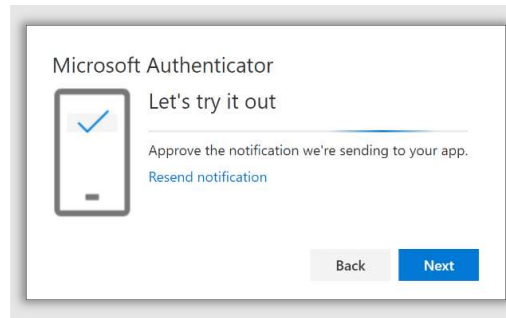 Microsoft Authenticator
Let's try it out
Approve the notification we're sending to your app.
Resend notification
Back Next